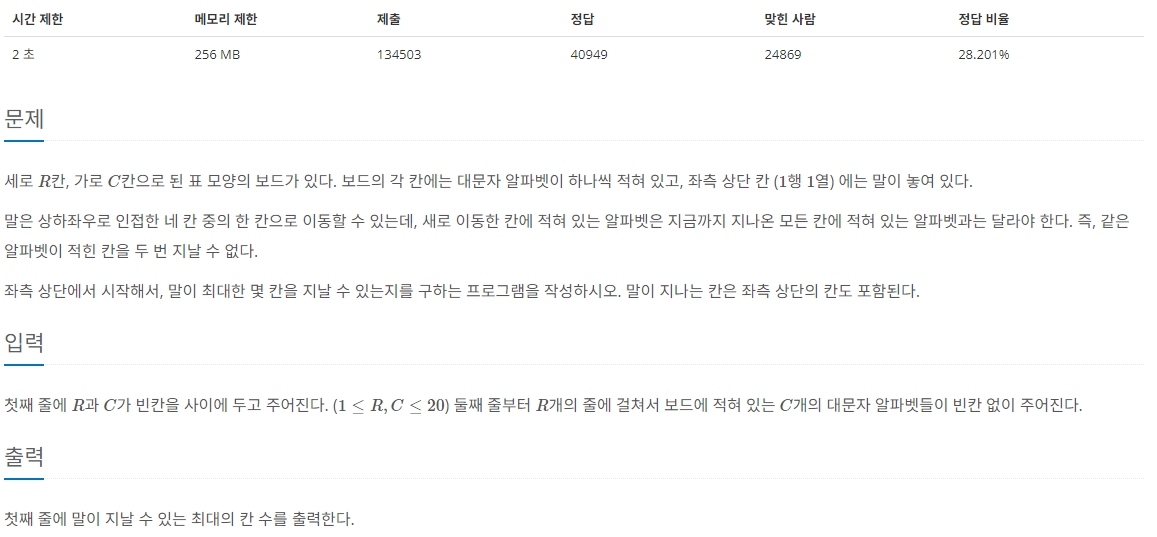 시간 제한 메모리 제한 제출 정답 맞힌 사람 정답 비율
2 초 256 MB 134503 40949 24869 28.201%
문제
세로 R칸, 가로 C칸으로 된 표 모양의 보드가 있다. 보드의 각 칸에는 대문자 알파벳이 하나씩 적혀 있고, 좌측 상단 칸 (1행 1열) 에는 말이 놓여 있다.
말은 상하좌우로 인접한 네 칸 중의 한 칸으로 이동할 수 있는데, 새로 이동한 칸에 적혀 있는 알파벳은 지금까지 지나온 모든 칸에 적혀 있는 알파벳과는 달라야 한다. 즉, 같은
알파벳이 적힌 칸을 두 번 지날 수 없다.
좌측 상단에서 시작해서, 말이 최대한 몇 칸을 지날 수 있는지를 구하는 프로그램을 작성하시오. 말이 지나는 칸은 좌측 상단의 칸도 포함된다.
입력
첫째 줄에 R과 C가 빈칸을 사이에 두고 주어진다. (1 ≤ R, C ≤ 20) 둘째 줄부터 R개의 줄에 걸쳐서 보드에 적혀 있는 C개의 대문자 알파벳들이 빈칸 없이 주어진다.
출력
첫째 줄에 말이 지날 수 있는 최대의 칸 수를 출력한다.